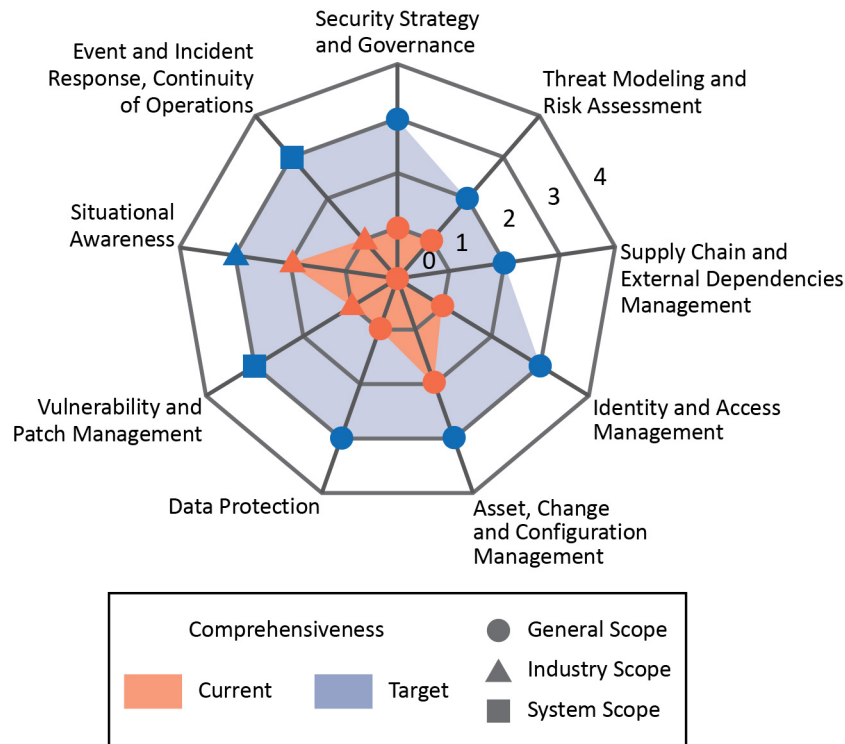 Security Strategy
and Governance
Event and Incident
Response, Continuity
of Operations
Threat Modeling and
Risk Assessment
4
3
2
1
0
Situational
Awareness
Supply Chain and
External Dependencies
Management
Vulnerability and
Patch Management
Identity and Access
Management
Data Protection
Asset, Change
and Configuration
Management
Comprehensiveness
Current
Target
General Scope
Industry Scope
System Scope